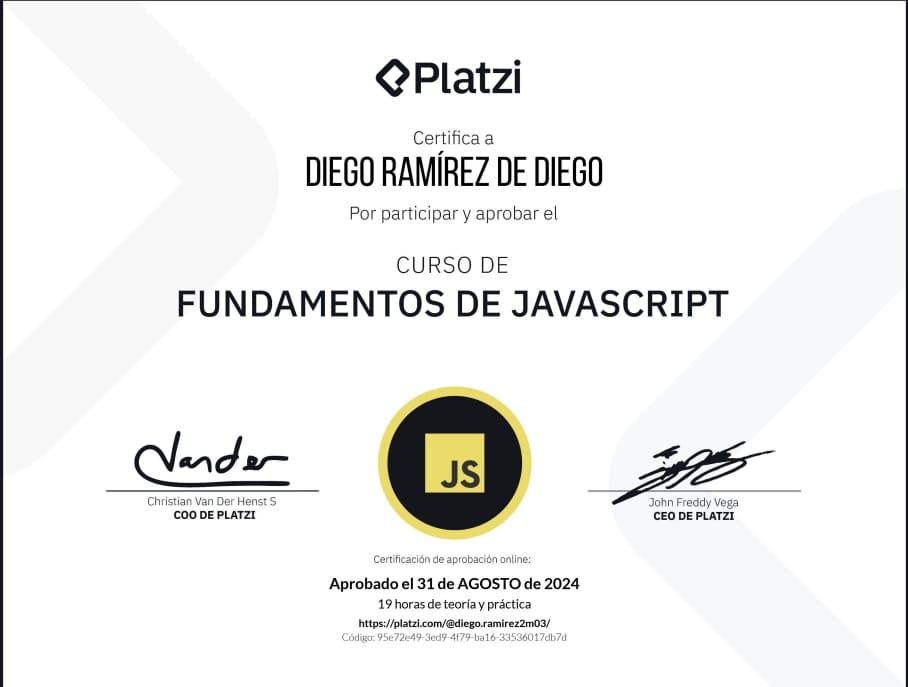 Platzi
Certifica a
DIEGO RAMÍREZ DE DIEGO
Por participar y aprobar el
CURSO DE
FUNDAMENTOS DE JAVASCRIPT
Vander
JS
Christian Van Der Henst S
COO DE PLATZI
John Freddy Vega
CEO DE PLATZI
Certificación de aprobación online:
Aprobado el 31 de AGOSTO de 2024
19 horas de teoría y práctica
https://platzi.com/@diego.ramirez2m03/
Código: 95e72e49-3ed9-4f79-ba16-33536017db7d